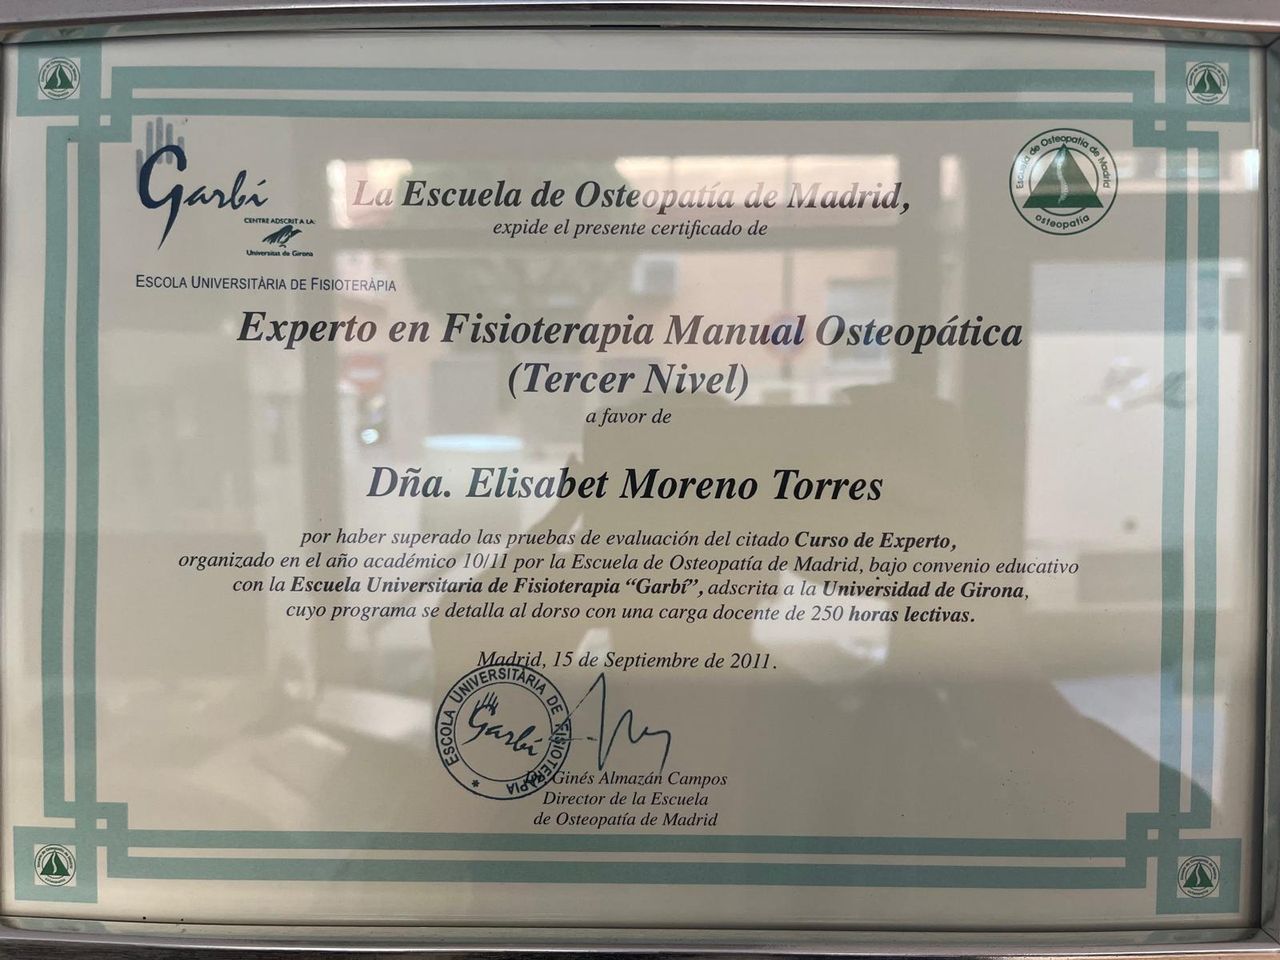 Garbí
CENTRE ADSCRIT A LA:
Universitat de Girona
ESCOLA UNIVERSITÀRIA DE FISIOTERÀPIA
Escuela de Osteopatía de Madrid
osteopatía
La Escuela de Osteopatía de Madrid,
expide el presente certificado de
Experto en Fisioterapia Manual Osteopática
(Tercer Nivel)
a favor de
Dña. Elisabet Moreno Torres
por haber superado las pruebas de evaluación del citado Curso de Experto,
organizado en el año académico 10/11 por la Escuela de Osteopatía de Madrid, bajo convenio educativo
con la Escuela Universitaria de Fisioterapia “Garbí”, adscrita a la Universidad de Girona,
cuyo programa se detalla al dorso con una carga docente de 250 horas lectivas.
Madrid, 15 de Septiembre de 2011.
ESCOLA UNIVERSITÀRIA DE FISIOTERÀPIA *
Garbí
Ginés Almazán Campos
Director de la Escuela
de Osteopatía de Madrid